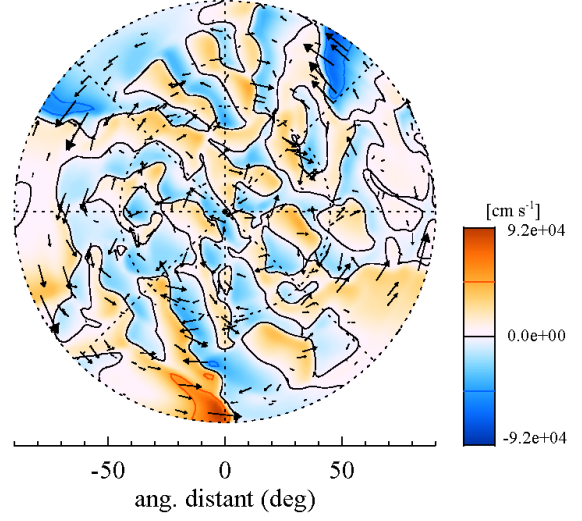 [cm s⁻¹]
9.2e+04
0.0e+00
-9.2e+04
-50 0 50
ang. distant (deg)